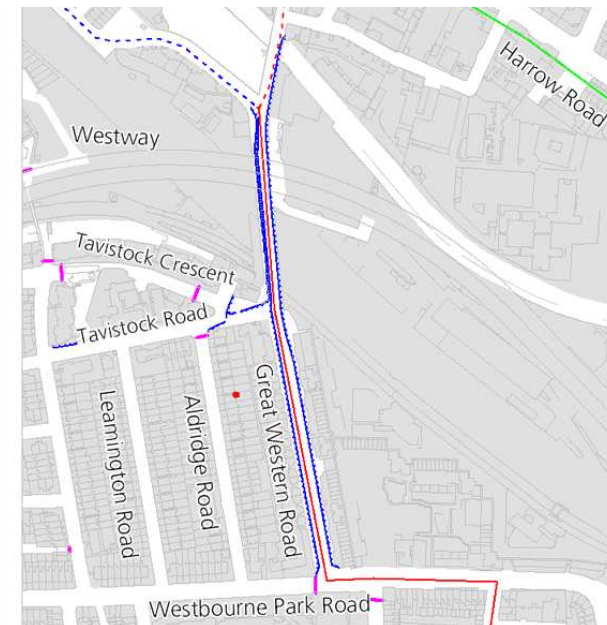 Harrow Road
Westway
Tavistock Crescent
Tavistock Road
Great Western Road
Aldridge Road
Leamington Road
Westbourne Park Road